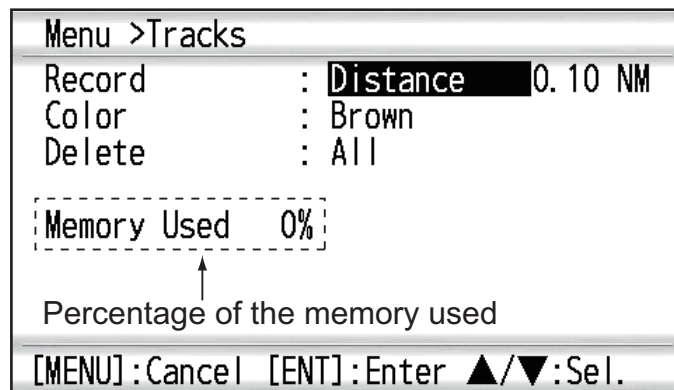 Menu >Tracks
Record : Distance 0.10 NM
Color : Brown
Delete : All
Memory Used 0%
Percentage of the memory used
[MENU]:Cancel [ENT]:Enter ▲/▼:Sel.